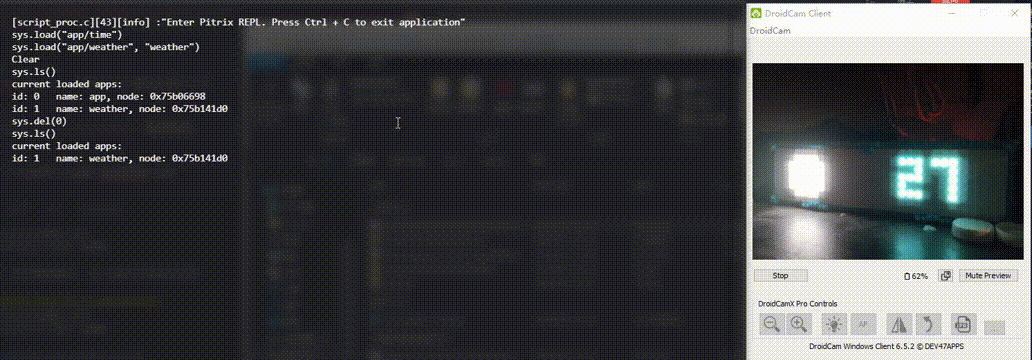 [script_proc.c][43][info] :"Enter Pitrix REPL. Press Ctrl + C to exit application"
sys.load("app/time")
sys.load("app/weather", "weather")
Clear
sys.ls()
current loaded apps:
id: 0   name: app, node: 0x75b06698
id: 1   name: weather, node: 0x75b141d0
sys.del(0)
sys.ls()
current loaded apps:
id: 1   name: weather, node: 0x75b141d0
DroidCam Client
DroidCam
27
Stop
62%
Mute Preview
DroidCamX Pro Controls
AF
DroidCam Windows Client 6.5.2 © DEV47APPS